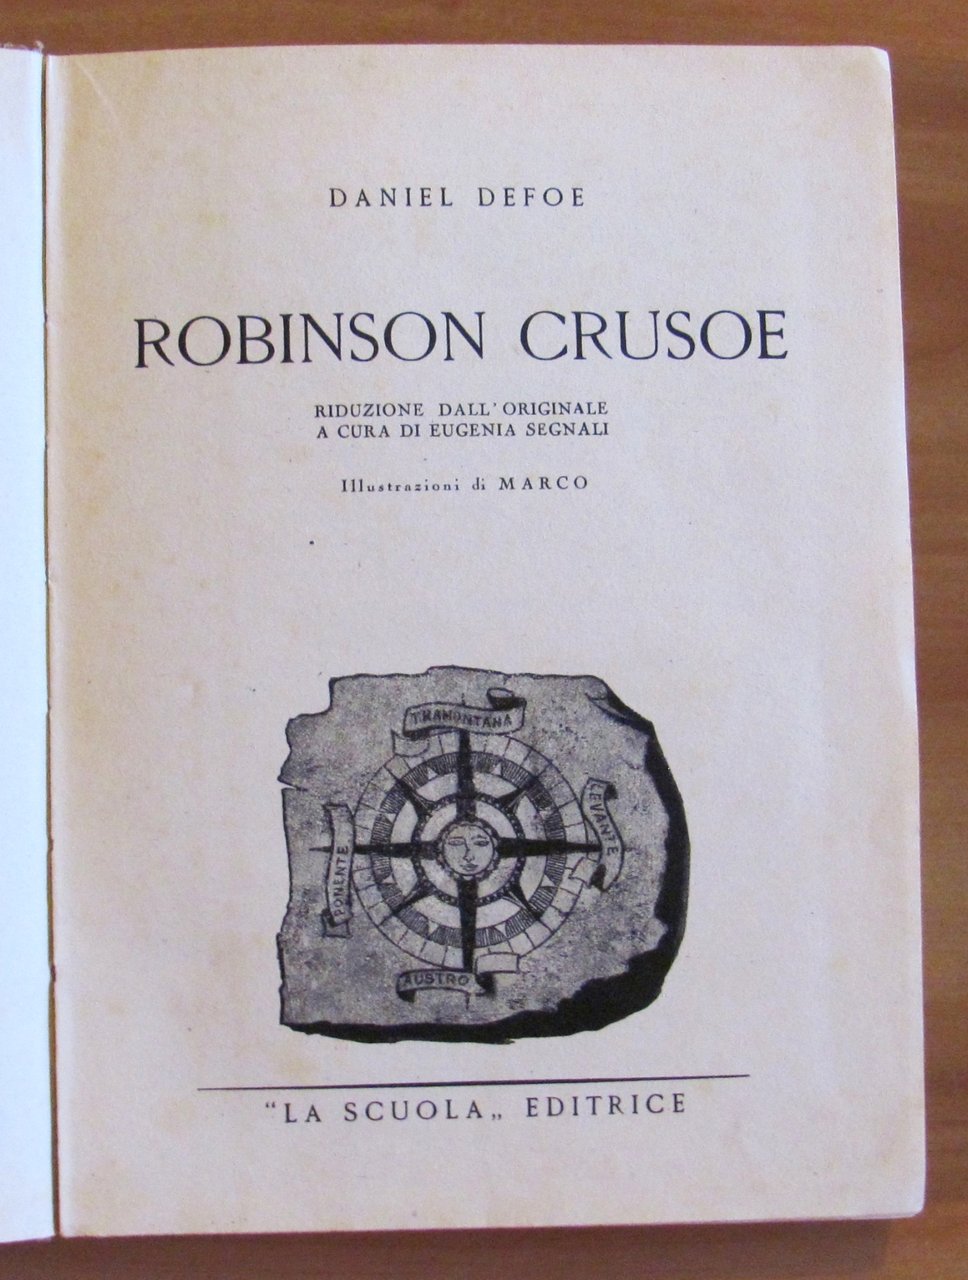 DANIEL DEFOE
ROBINSON CRUSOE
RIDUZIONE DALL'ORIGINALE
A CURA DI EUGENIA SEGNALI
Illustrazioni di MARCO
TRAMONTANA
LEVANTE
PONENTE
AUSTRO
“LA SCUOLA„ EDITRICE